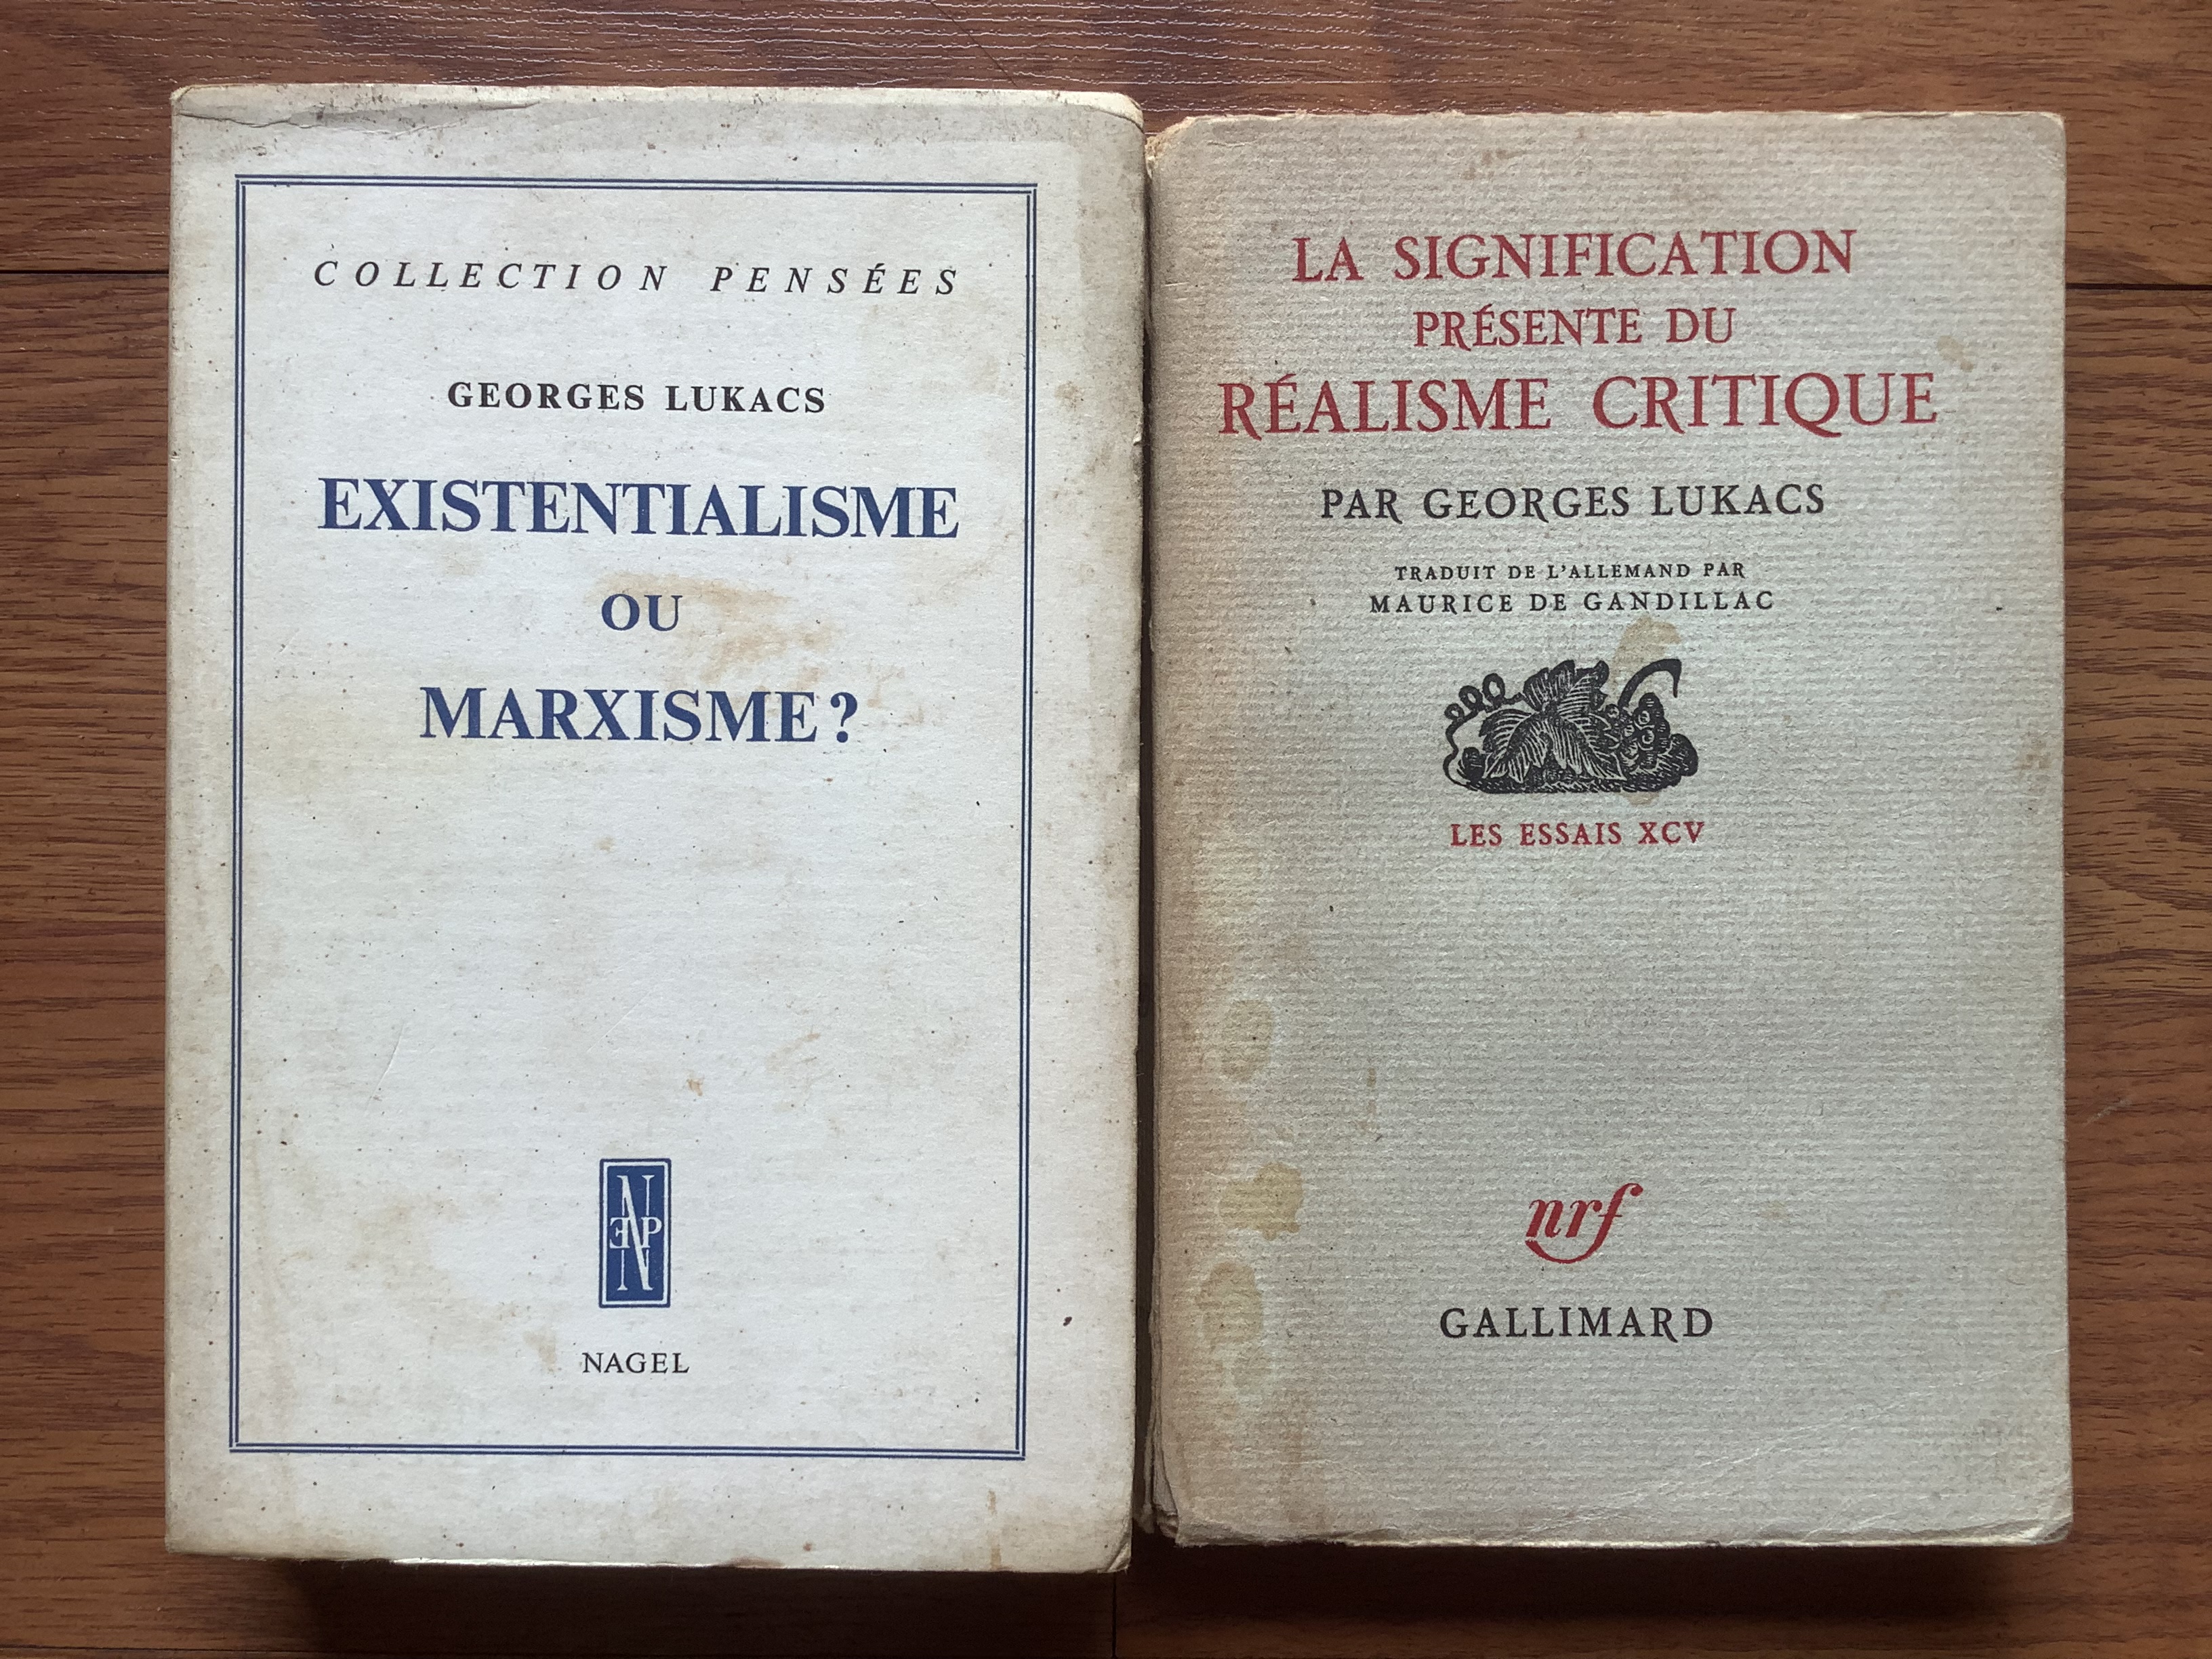 COLLECTION PENSÉES
GEORGES LUKACS
EXISTENTIALISME
OU
MARXISME?
N
ENP
N
NAGEL
LA SIGNIFICATION
PRÉSENTE DU
RÉALISME CRITIQUE
PAR GEORGES LUKACS
TRADUIT DE L'ALLEMAND PAR
MAURICE DE GANDILLAC
LES ESSAIS XCV
nrf
GALLIMARD